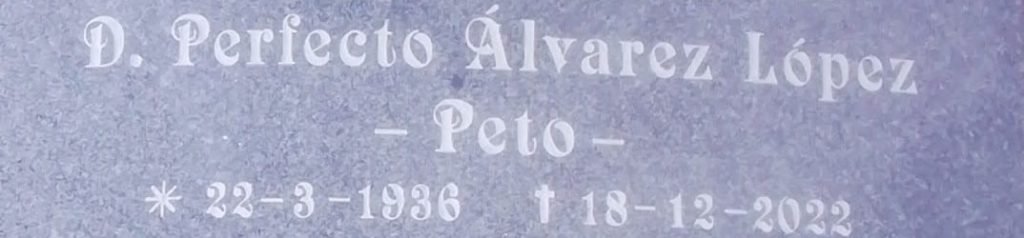 D. Perfecto Álvarez López
- Peto -
* 22-3-1936 † 18-12-2022